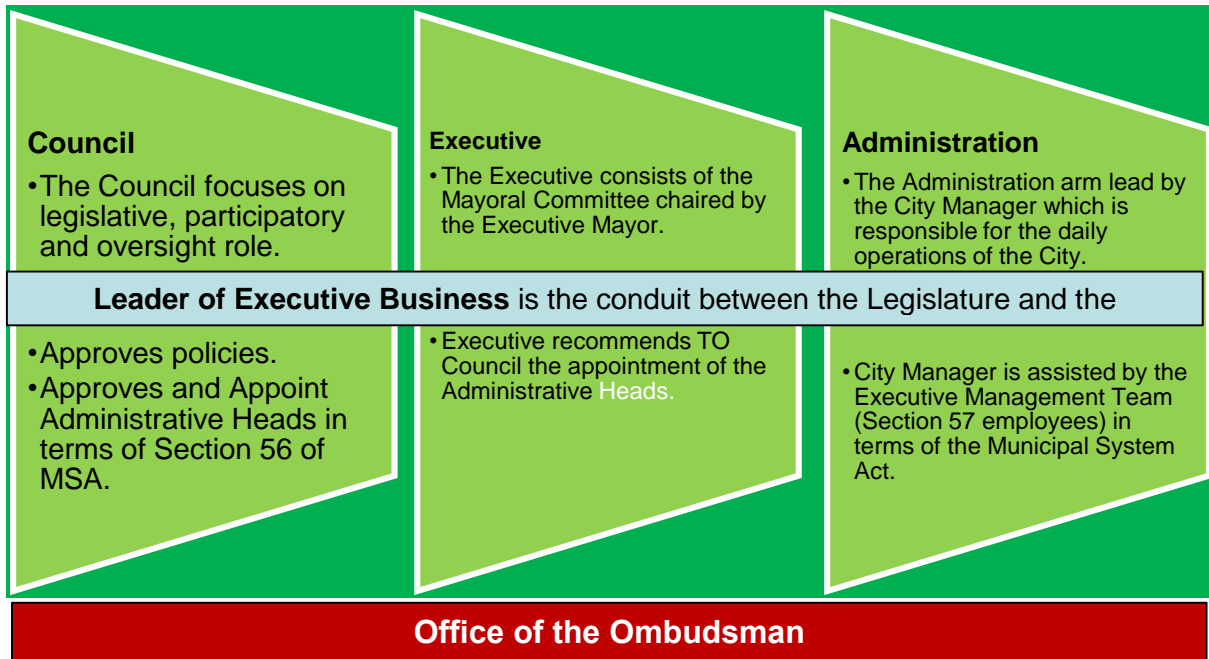 Council
•The Council focuses on
legislative, participatory
and oversight role.
Executive
•The Executive consists of the
Mayoral Committee chaired by
the Executive Mayor.
Administration
•The Administration arm lead by
the City Manager which is
responsible for the daily
operations of the City.
Leader of Executive Business is the conduit between the Legislature and the
•Approves policies.
•Approves and Appoint
Administrative Heads in
terms of Section 56 of
MSA.
•Executive recommends TO
Council the appointment of the
Administrative Heads.
•City Manager is assisted by the
Executive Management Team
(Section 57 employees) in
terms of the Municipal System
Act.
Office of the Ombudsman